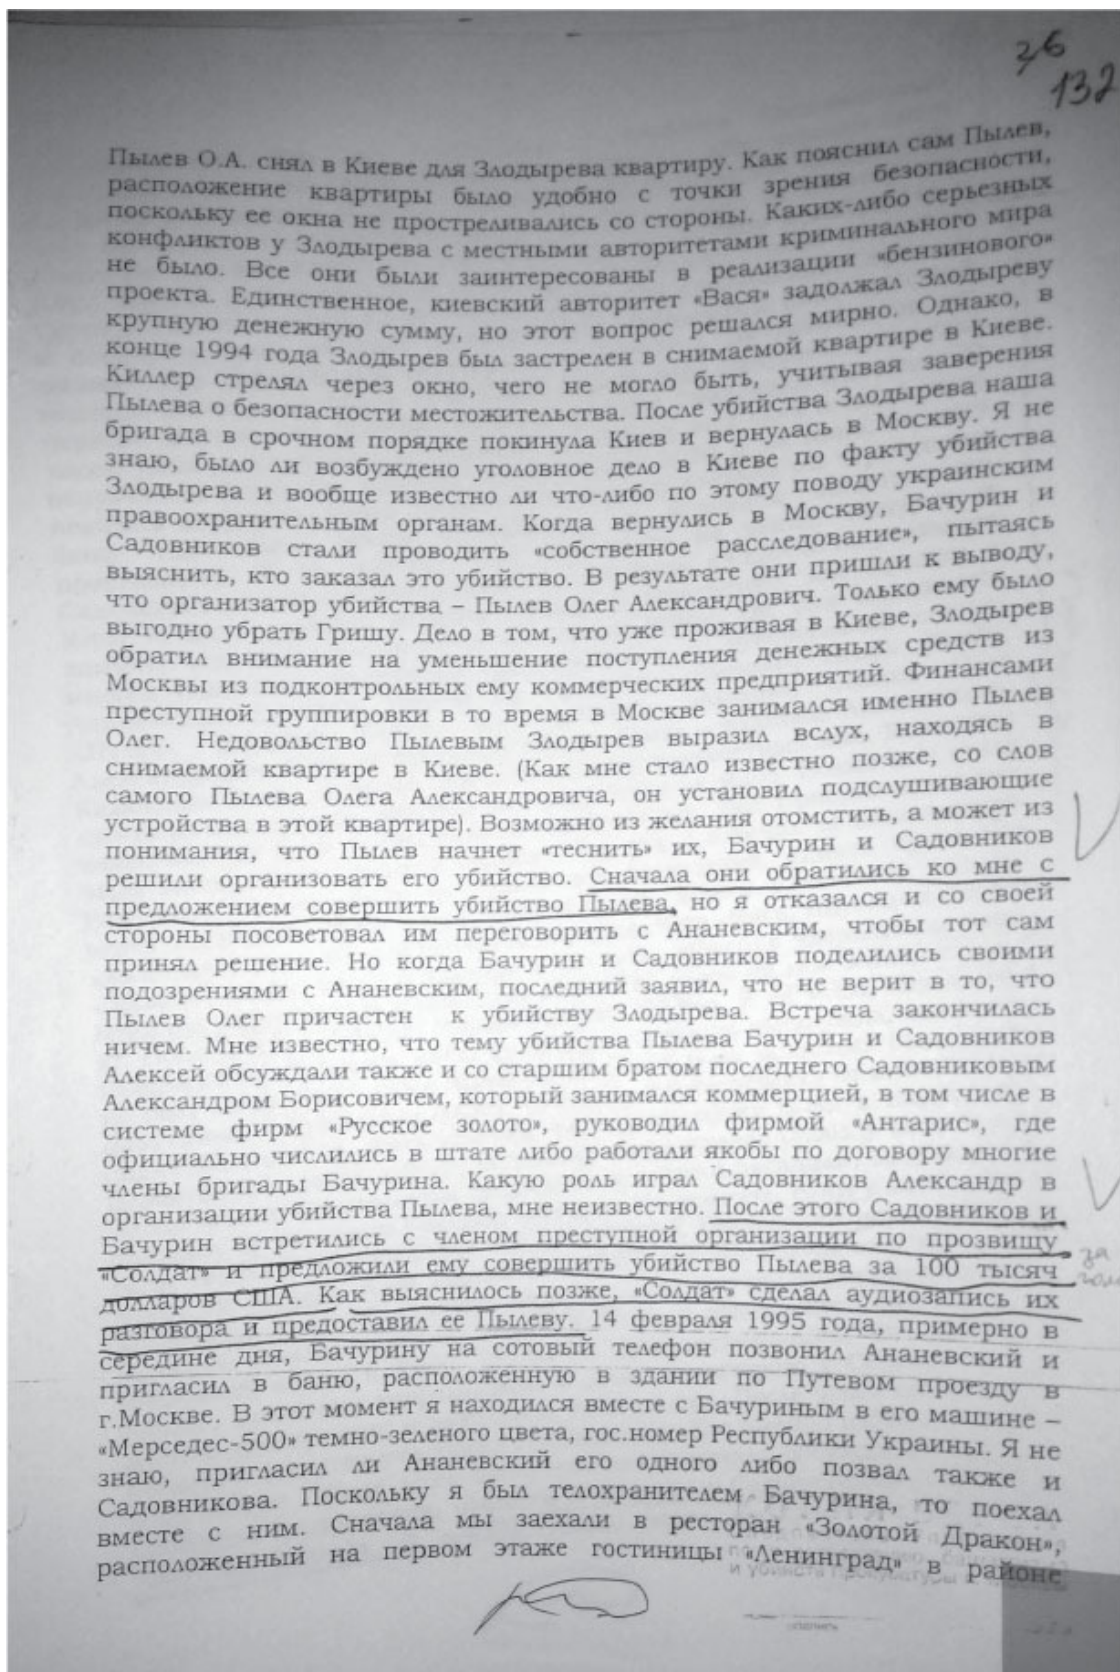 36
132
Пылев О.А. снял в Киеве для Злодырева квартиру. Как пояснил сам Пылев,
расположение квартиры было удобно с точки зрения безопасности,
поскольку ее окна не простреливались со стороны. Каких-либо серьезных
конфликтов у Злодырева с местными авторитетами криминального мира
не было. Все они были заинтересованы в реализации «бензинового»
проекта. Единственное, киевский авторитет «Вася» задолжал Злодыреву
крупную денежную сумму, но этот вопрос решался мирно. Однако, в
конце 1994 года Злодырев был застрелен в снимаемой квартире в Киеве.
Киллер стрелял через окно, чего не могло быть, учитывая заверения
Пылева о безопасности местожительства. После убийства Злодырева наша
бригада в срочном порядке покинула Киев и вернулась в Москву. Я не
знаю, было ли возбуждено уголовное дело в Киеве по факту убийства
Злодырева и вообще известно ли что-либо по этому поводу украинским
правоохранительным органам. Когда вернулись в Москву, Бачурин и
Садовников стали проводить «собственное расследование», пытаясь
выяснить, кто заказал это убийство. В результате они пришли к выводу,
что организатор убийства – Пылев Олег Александрович. Только ему было
выгодно убрать Гришу. Дело в том, что уже проживая в Киеве, Злодырев
обратил внимание на уменьшение поступления денежных средств из
Москвы из подконтрольных ему коммерческих предприятий. Финансами
преступной группировки в то время в Москве занимался именно Пылев
Олег. Недовольство Пылевым Злодырев выразил вслух, находясь в
снимаемой квартире в Киеве. (Как мне стало известно позже, со слов
самого Пылева Олега Александровича, он установил подслушивающие
устройства в этой квартире). Возможно из желания отомстить, а может из
понимания, что Пылев начнет «теснить» их, Бачурин и Садовников
решили организовать его убийство. Сначала они обратились ко мне с
предложением совершить убийство Пылева, но я отказался и со своей
стороны посоветовал им переговорить с Ананевским, чтобы тот сам
принял решение. Но когда Бачурин и Садовников поделились своими
подозрениями с Ананевским, последний заявил, что не верит в то, что
Пылев Олег причастен к убийству Злодырева. Встреча закончилась
ничем. Мне известно, что тему убийства Пылева Бачурин и Садовников
Алексей обсуждали также и со старшим братом последнего Садовниковым
Александром Борисовичем, который занимался коммерцией, в том числе в
системе фирм «Русское золото», руководил фирмой «Антарис», где
официально числились в штате либо работали якобы по договору многие
члены бригады Бачурина. Какую роль играл Садовников Александр в
организации убийства Пылева, мне неизвестно. После этого Садовников и
Бачурин встретились с членом преступной организации по прозвищу
«Солдат» и предложили ему совершить убийство Пылева за 100 тысяч
долларов США. Как выяснилось позже, «Солдат» сделал аудиозапись их
разговора и предоставил ее Пылеву. 14 февраля 1995 года, примерно в
середине дня, Бачурину на сотовый телефон позвонил Ананевский и
пригласил в баню, расположенную в здании по Путевом проезду в
г.Москве. В этот момент я находился вместе с Бачуриным в его машине –
«Мерседес-500» темно-зеленого цвета, гос.номер Республики Украины. Я не
знаю, пригласил ли Ананевский его одного либо позвал также и
Садовникова. Поскольку я был телохранителем Бачурина, то поехал
вместе с ним. Сначала мы заехали в ресторан «Золотой Дракон»,
расположенный на первом этаже гостиницы «Ленинград» в районе